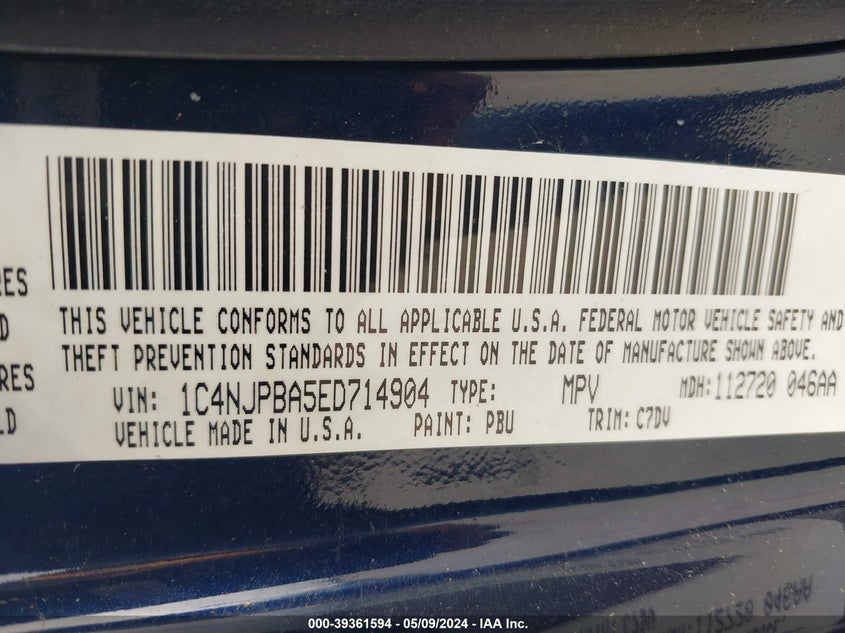 RES
D
RES
LD
THIS VEHICLE CONFORMS TO ALL APPLICABLE U.S.A. FEDERAL MOTOR VEHICLE SAFETY AND
THEFT PREVENTION STANDARDS IN EFFECT ON THE DATE OF MANUFACTURE SHOWN ABOVE.
VIN: 1C4NJPBA5ED714904 TYPE: MPV MDH: 112720 046AA
VEHICLE MADE IN U.S.A. PAINT: PBU TRIM: C7DV
000-39361594 - 05/09/2024 - IAA Inc.